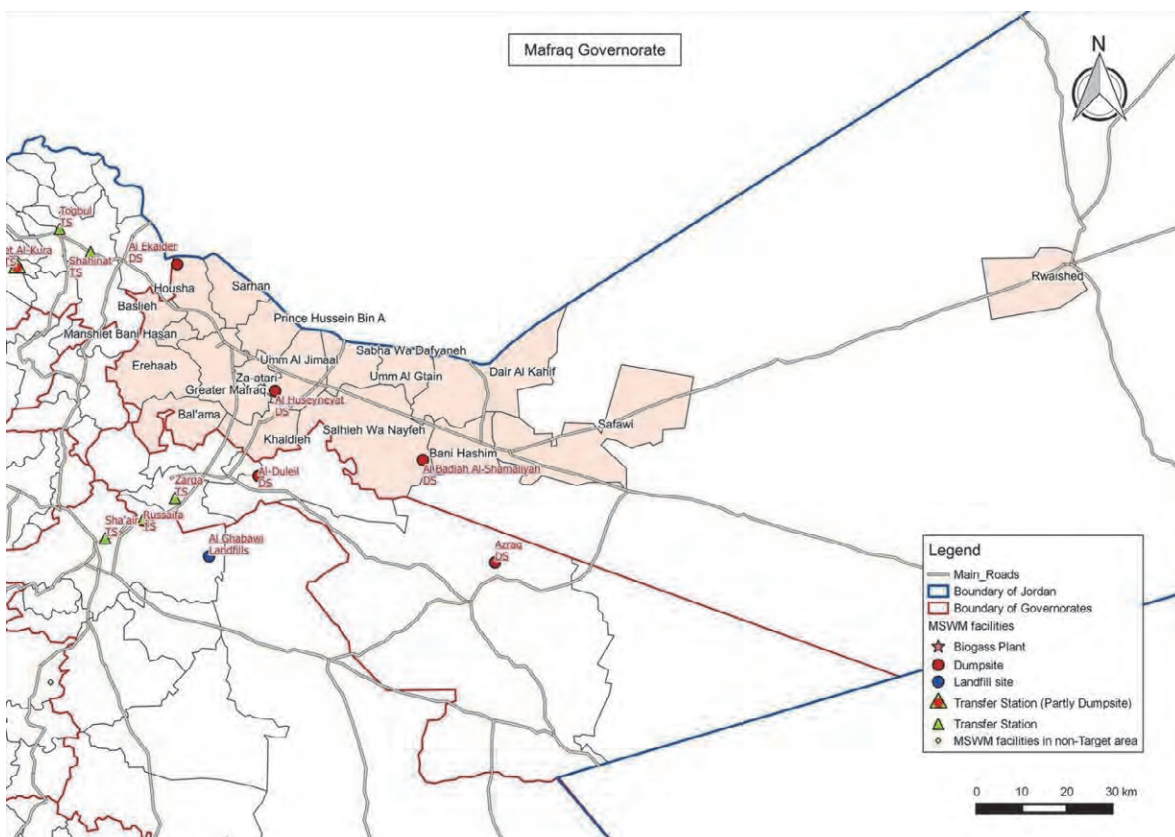 Mafraq Governorate
N
Togbul
TS
et Al-Kura
TS
Shahinat
TS
Al Ekaider
DS
Housha
Sarhan
Baslieh
Prince Hussein Bin A
Manshiet Bani Hasan
Sabha Wa Dafyaneh
Erehaab
Umm Al Jimaal
Dair Al Kahif
Za-atari
Umm Al Gtain
Greater Mafraq
Al Huseyneyat
DS
Bal'ama
Khaldieh
Salhieh Wa Nayfeh
Safawi
Rwaished
Bani Hashim
Al Badiah Al-Shamaliyah
DS
Al-Duleil
DS
Zarqa
TS
Sha'air
TS
Russaifa
TS
Al Ghabawi
Landfills
Azraq
DS
Legend
Main_Roads
Boundary of Jordan
Boundary of Governorates
MSWM facilities
Biogass Plant
Dumpsite
Landfill site
Transfer Station (Partly Dumpsite)
Transfer Station
MSWM facilities in non-Target area
0 10 20 30 km